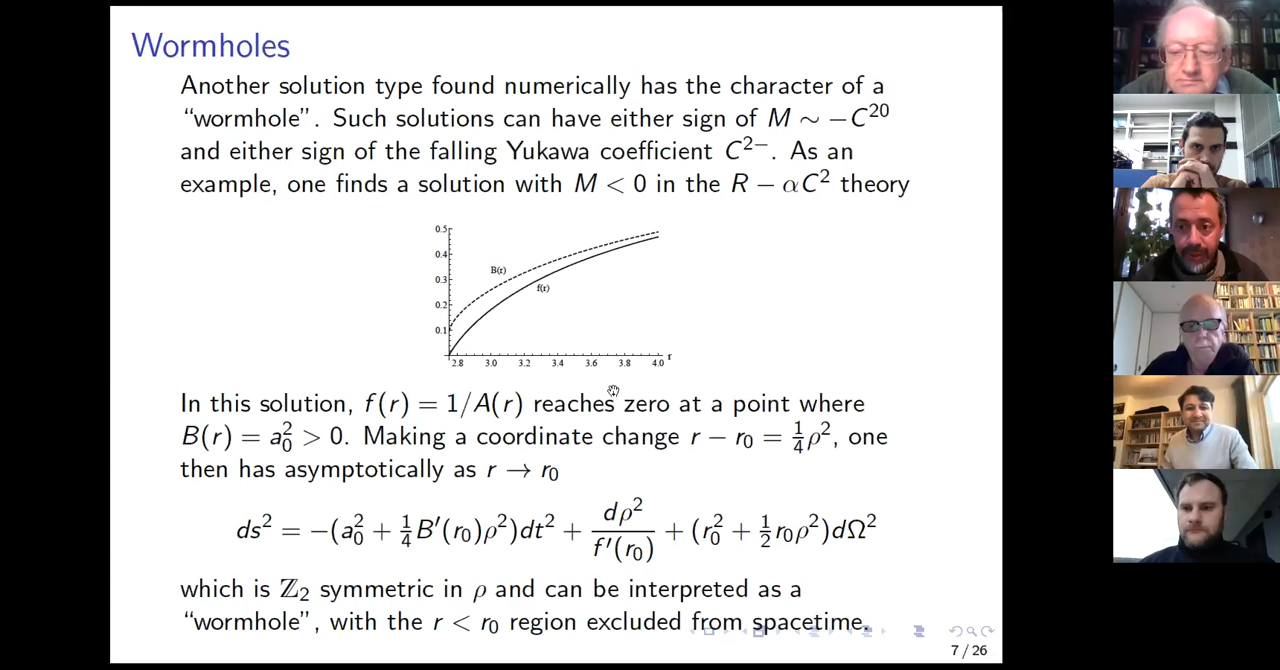 Wormholes
Another solution type found numerically has the character of a
“wormhole”. Such solutions can have either sign of M ∼ −C²⁰
and either sign of the falling Yukawa coefficient C²⁻. As an
example, one finds a solution with M < 0 in the R − αC² theory
0.5
0.4
0.3
0.2
0.1
B(r)
f(r)
2.8 3.0 3.2 3.4 3.6 3.8 4.0 r
In this solution, f(r) = 1/A(r) reaches zero at a point where
B(r) = a₀² > 0. Making a coordinate change r − r₀ = ¼ρ², one
then has asymptotically as r → r₀
ds² = −(a₀² + ¼B′(r₀)ρ²)dt² + dρ²/f′(r₀) + (r₀² + ½r₀ρ²)dΩ²
which is ℤ₂ symmetric in ρ and can be interpreted as a
“wormhole”, with the r < r₀ region excluded from spacetime.
7 / 26